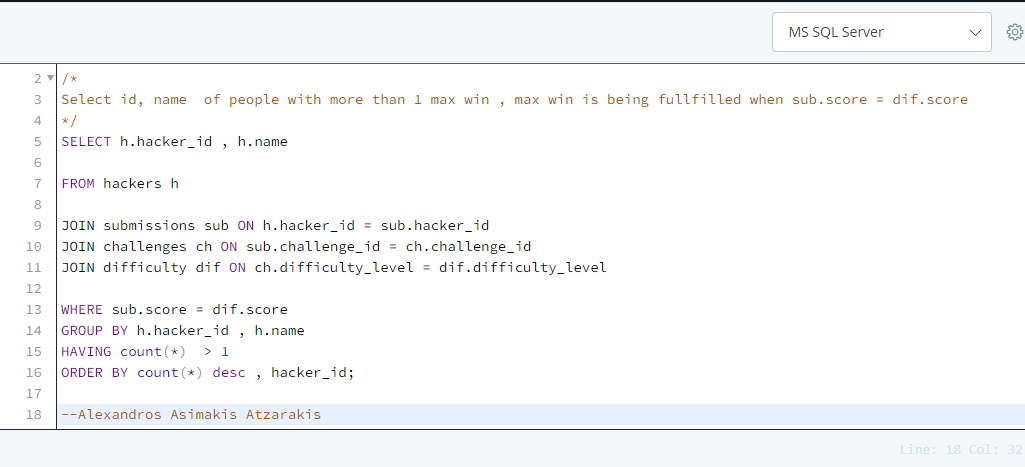 MS SQL Server
2 /*
3 Select id, name  of people with more than 1 max win , max win is being fullfilled when sub.score = dif.score
4 */
5 SELECT h.hacker_id , h.name
6
7 FROM hackers h
8
9 JOIN submissions sub ON h.hacker_id = sub.hacker_id
10 JOIN challenges ch ON sub.challenge_id = ch.challenge_id
11 JOIN difficulty dif ON ch.difficulty_level = dif.difficulty_level
12
13 WHERE sub.score = dif.score
14 GROUP BY h.hacker_id , h.name
15 HAVING count(*)  > 1
16 ORDER BY count(*) desc , hacker_id;
17
18 --Alexandros Asimakis Atzarakis
Line: 18 Col: 32